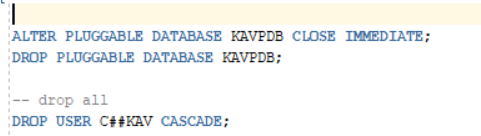 ALTER PLUGGABLE DATABASE KAVPDB CLOSE IMMEDIATE;
DROP PLUGGABLE DATABASE KAVPDB;
-- drop all
DROP USER C##KAV CASCADE;